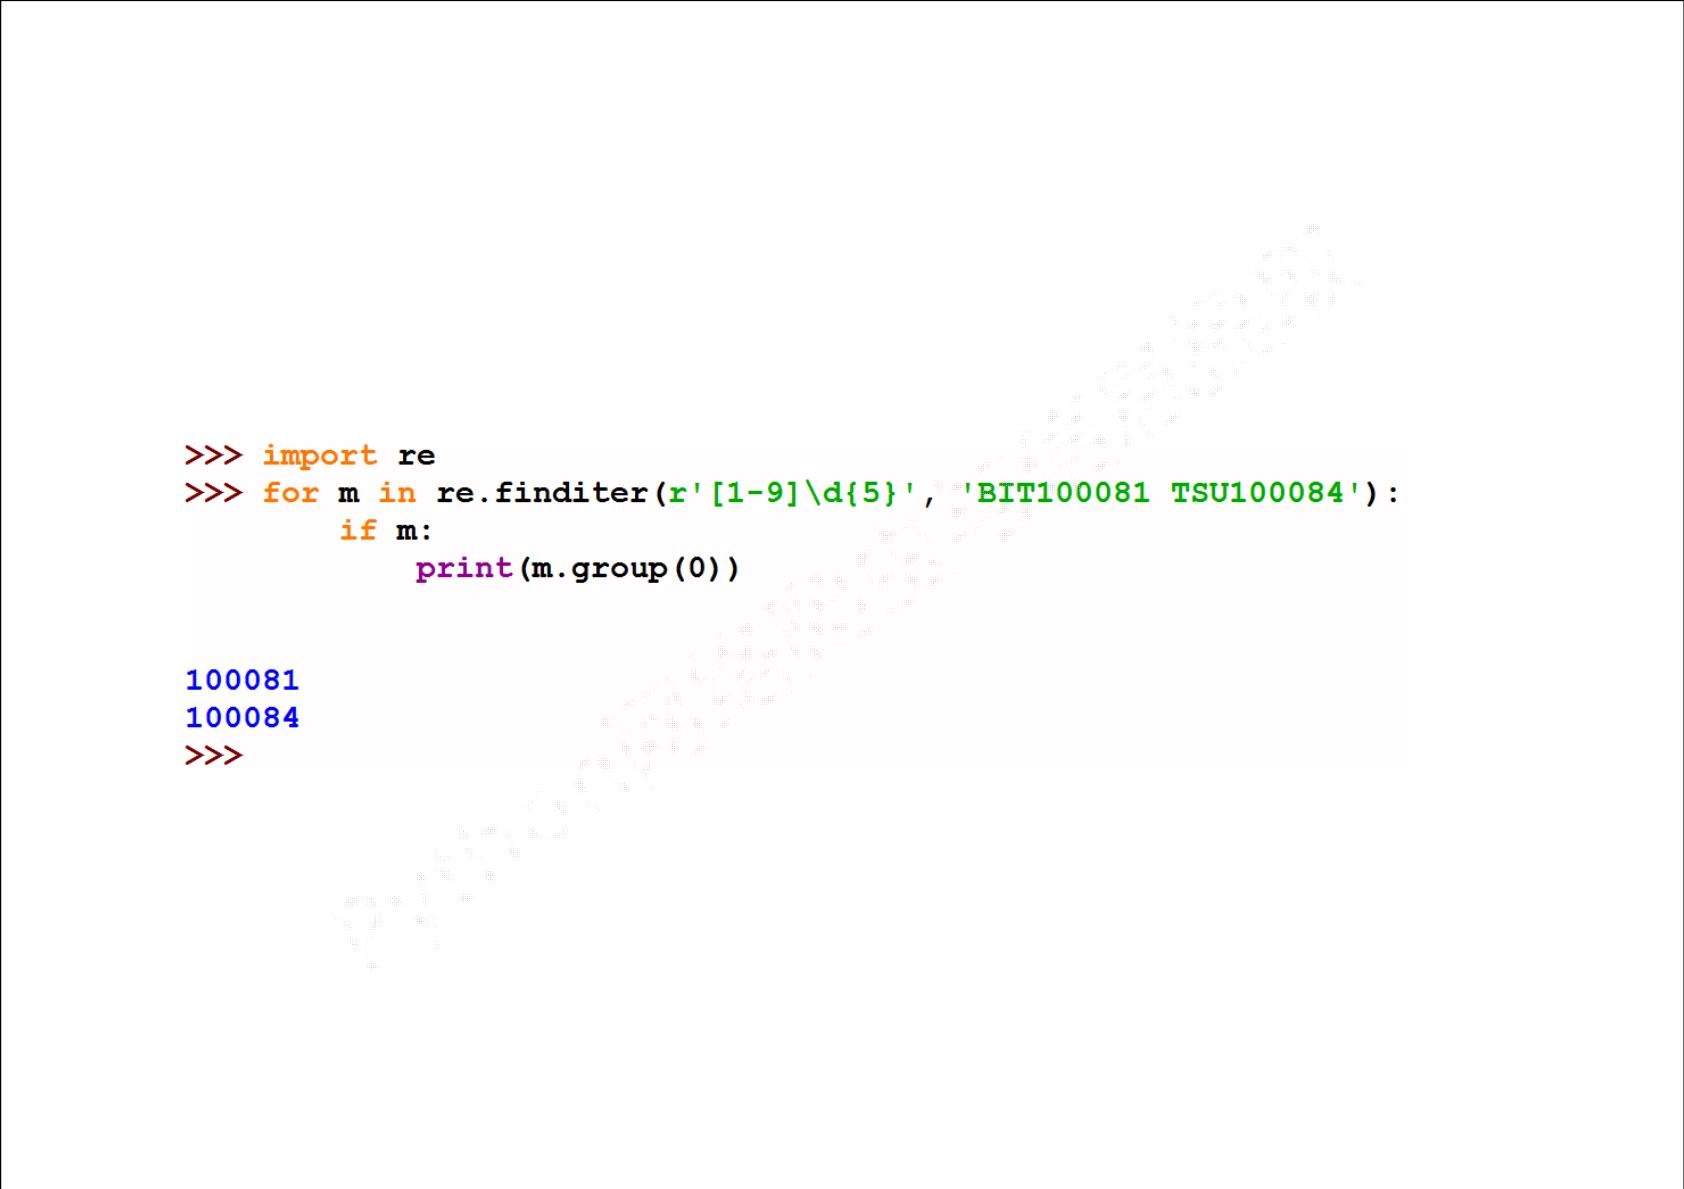 >>> import re
>>> for m in re.finditer(r'[1-9]\d{5}', 'BIT100081 TSU100084'):
        if m:
            print(m.group(0))
100081
100084
>>>